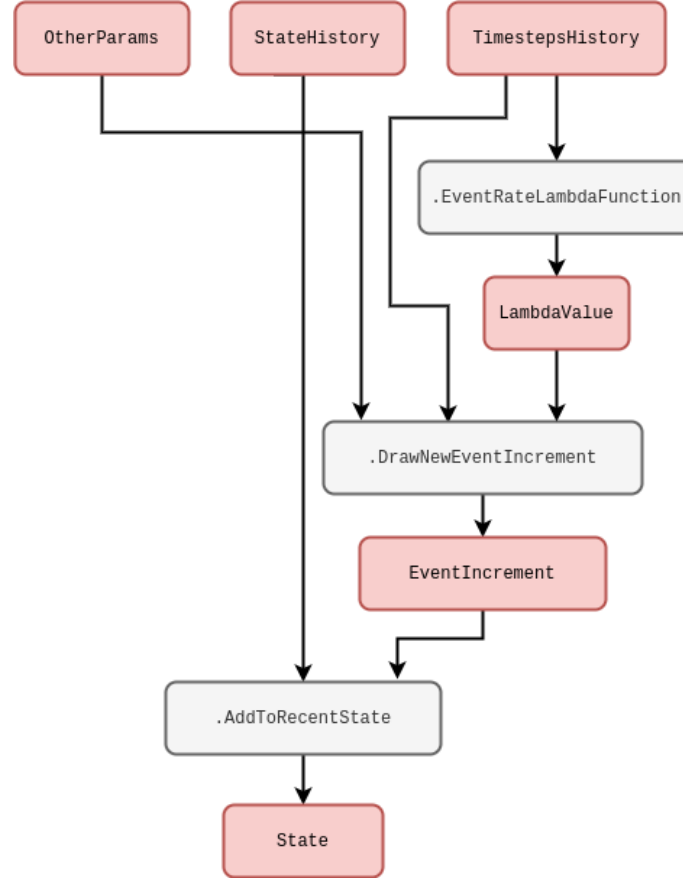 OtherParams
StateHistory
TimestepsHistory
.EventRateLambdaFunction
LambdaValue
.DrawNewEventIncrement
EventIncrement
.AddToRecentState
State